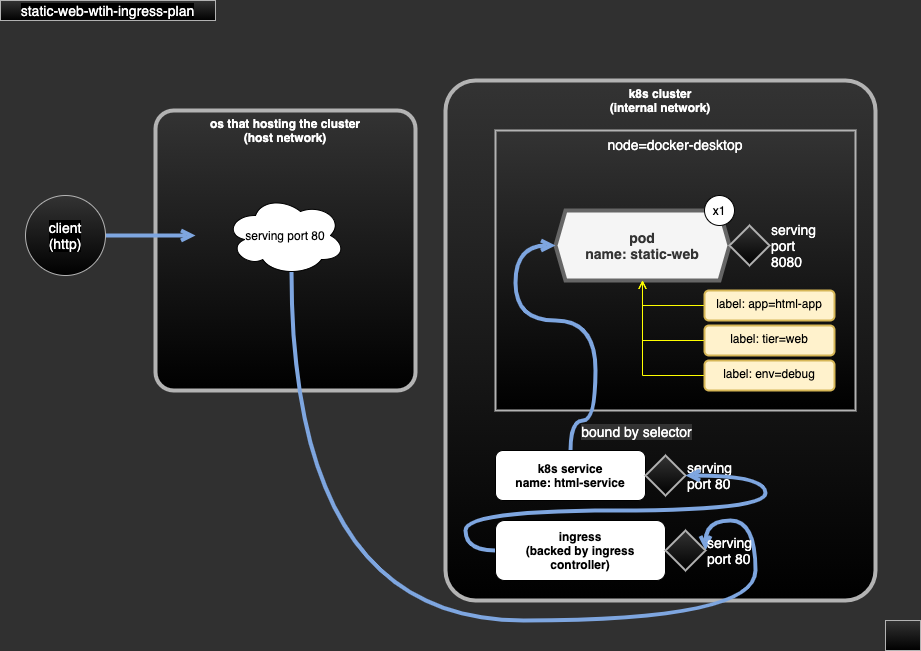 static-web-wtih-ingress-plan
os that hosting the cluster
(host network)
client
(http)
serving port 80
k8s cluster
(internal network)
node=docker-desktop
x1
pod
name: static-web
serving
port
8080
label: app=html-app
label: tier=web
label: env=debug
bound by selector
k8s service
name: html-service
serving
port 80
ingress
(backed by ingress
controller)
serving
port 80